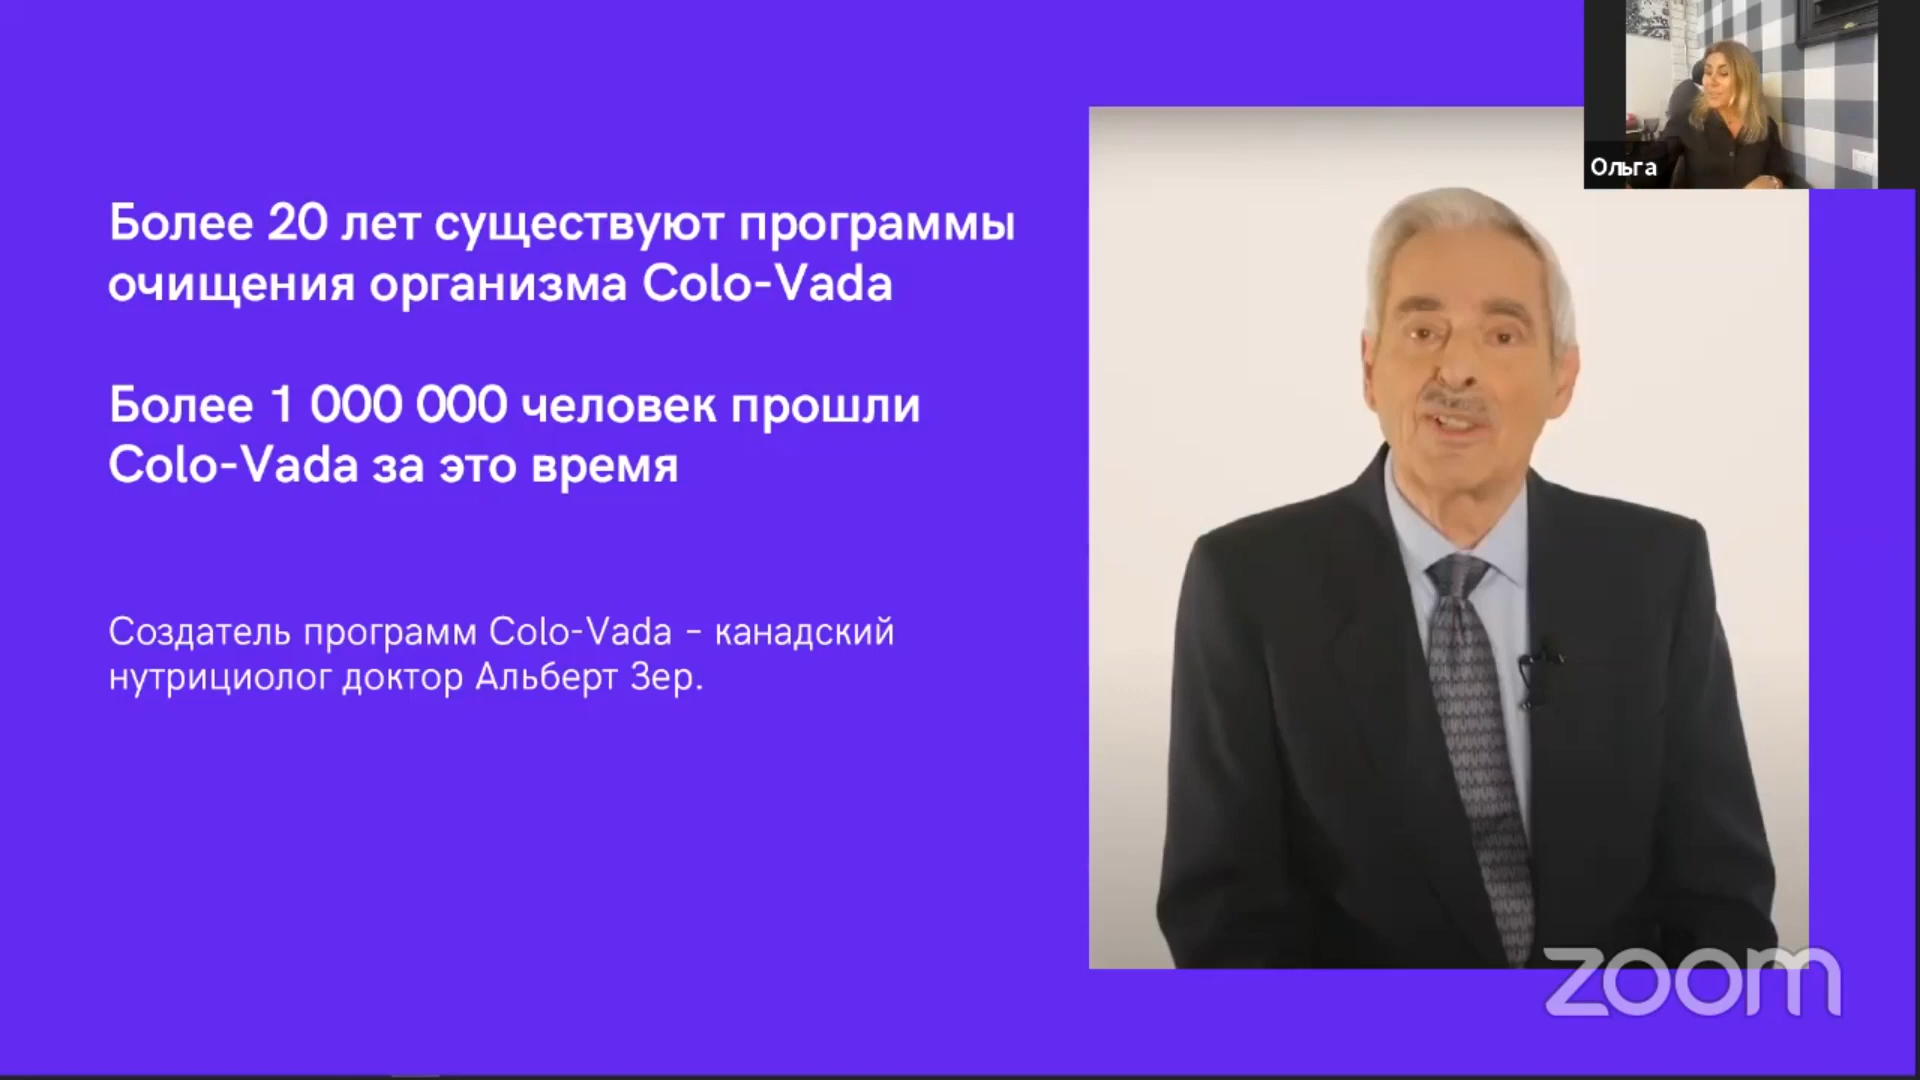 Более 20 лет существуют программы
очищения организма Colo-Vada
Более 1 000 000 человек прошли
Colo-Vada за это время
Создатель программ Colo-Vada – канадский
нутрициолог доктор Альберт Зер.
Ольга
zoom